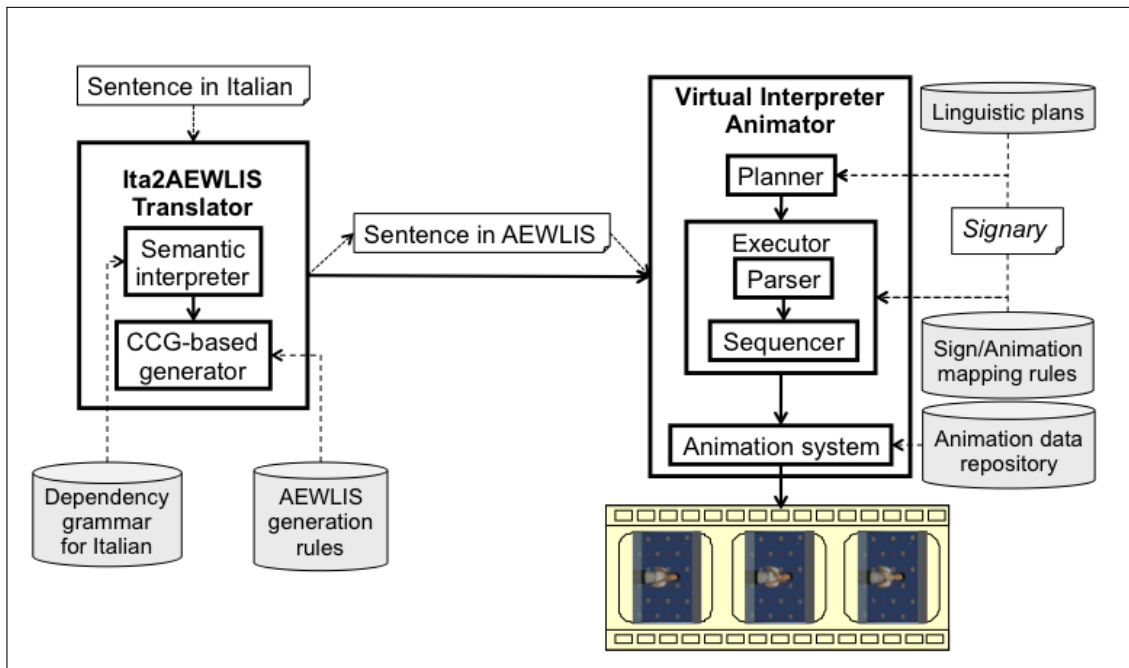 Sentence in Italian
Ita2AEWLIS
Translator
Semantic
interpreter
CCG-based
generator
Dependency
grammar
for Italian
AEWLIS
generation
rules
Sentence in AEWLIS
Virtual Interpreter
Animator
Planner
Executor
Parser
Sequencer
Animation system
Linguistic plans
Signary
Sign/Animation
mapping rules
Animation data
repository